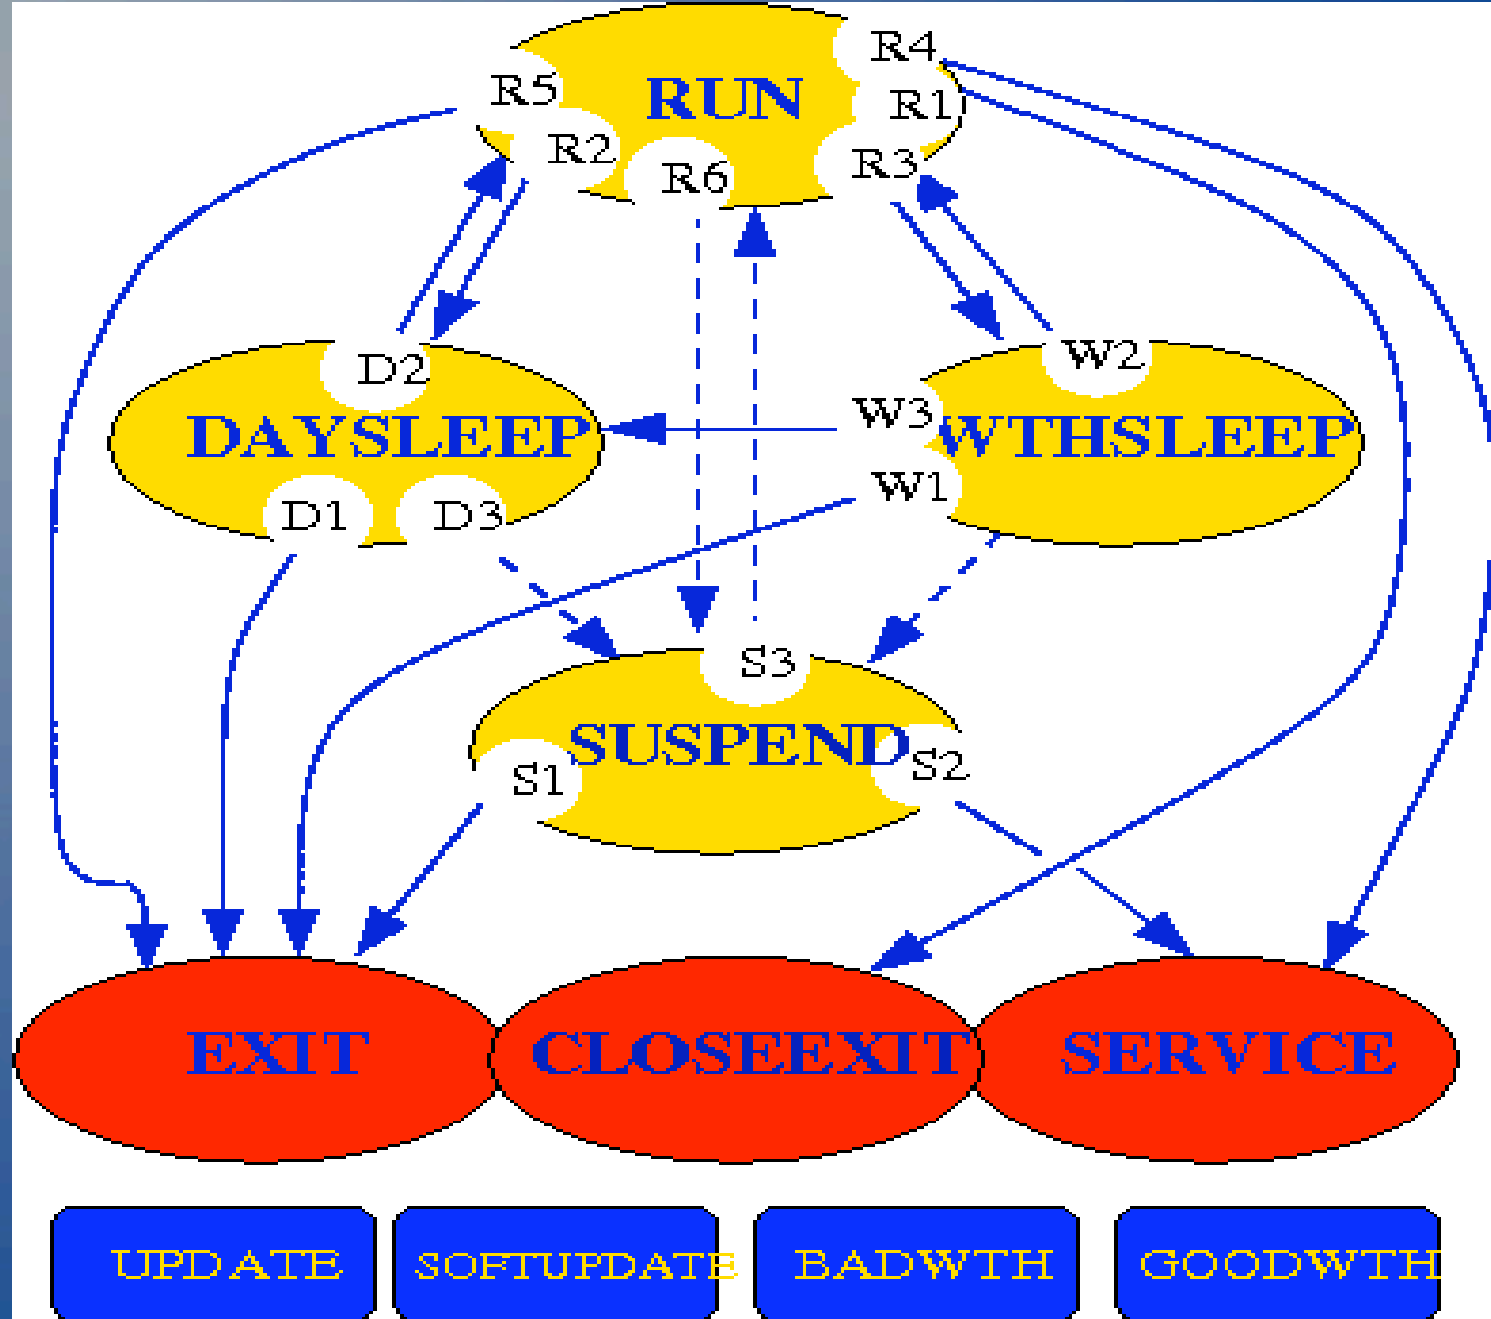 R4
R5
RUN
R1
R2
R3
R6
D2
W2
W3
DAYSLEEP
WTHSLEEP
W1
D1
D3
S3
SUSPEND
S2
S1
EXIT
CLOSEEXIT
SERVICE
UPDATE
SOFTUPDATE
BADWTH
GOODWTH